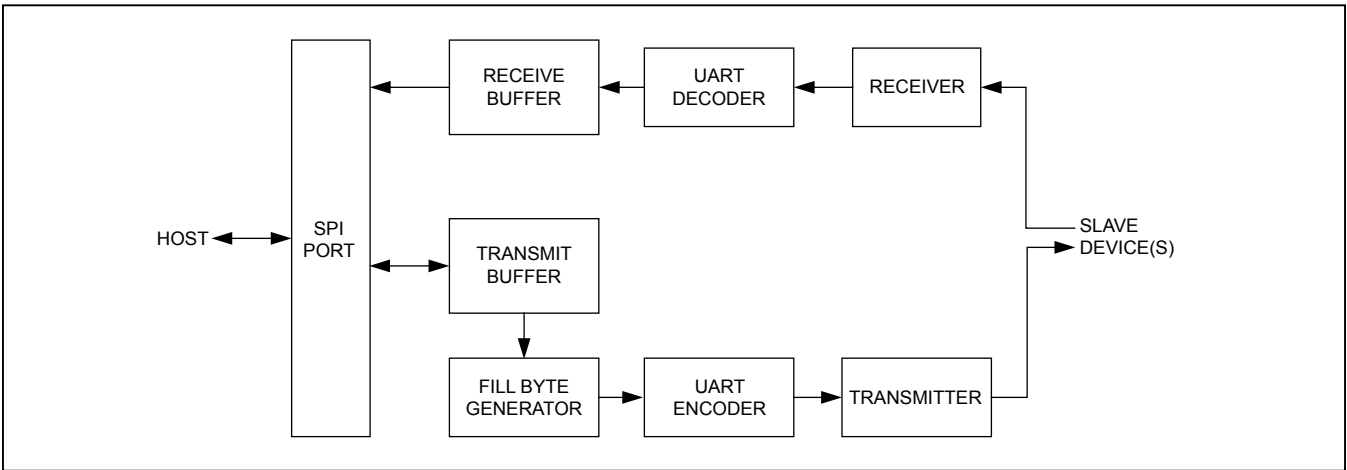 RECEIVE
BUFFER
UART
DECODER
RECEIVER
HOST
SPI
PORT
TRANSMIT
BUFFER
SLAVE
DEVICE(S)
FILL BYTE
GENERATOR
UART
ENCODER
TRANSMITTER